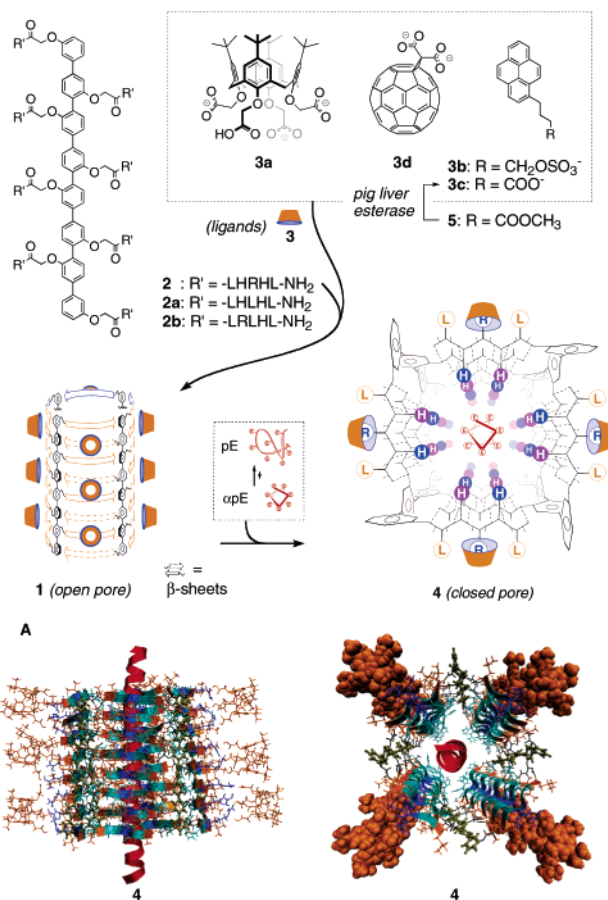 3a
3d
3b: R = CH2OSO3-
3c: R = COO-
pig liver
esterase
5: R = COOCH3
(ligands)
3
2 : R' = -LHRHL-NH2
2a: R' = -LHLHL-NH2
2b: R' = -LRLHL-NH2
pE
αpE
1 (open pore)
=
β-sheets
4 (closed pore)
A
4
4